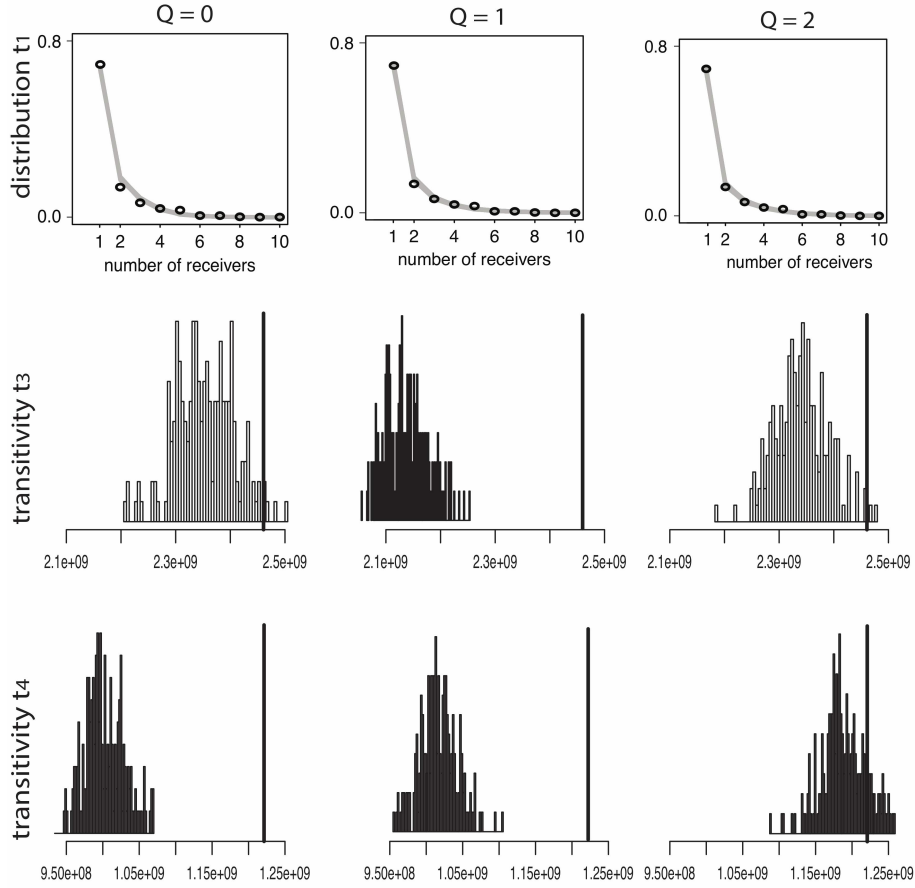 Q = 0
Q = 1
Q = 2
distribution t1
0.8
0.0
1 2 4 6 8 10
number of receivers
0.8
0.0
1 2 4 6 8 10
number of receivers
0.8
0.0
1 2 4 6 8 10
number of receivers
transitivity t3
2.1e+09 2.3e+09 2.5e+09
2.1e+09 2.3e+09 2.5e+09
2.1e+09 2.3e+09 2.5e+09
transitivity t4
9.50e+08 1.05e+09 1.15e+09 1.25e+09
9.50e+08 1.05e+09 1.15e+09 1.25e+09
9.50e+08 1.05e+09 1.15e+09 1.25e+09